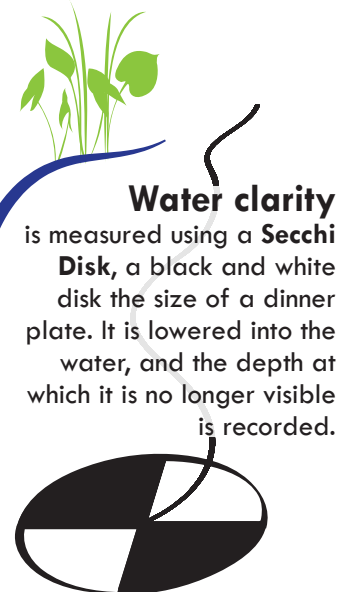 Water clarity
is measured using a Secchi
Disk, a black and white
disk the size of a dinner
plate. It is lowered into the
water, and the depth at
which it is no longer visible
is recorded.